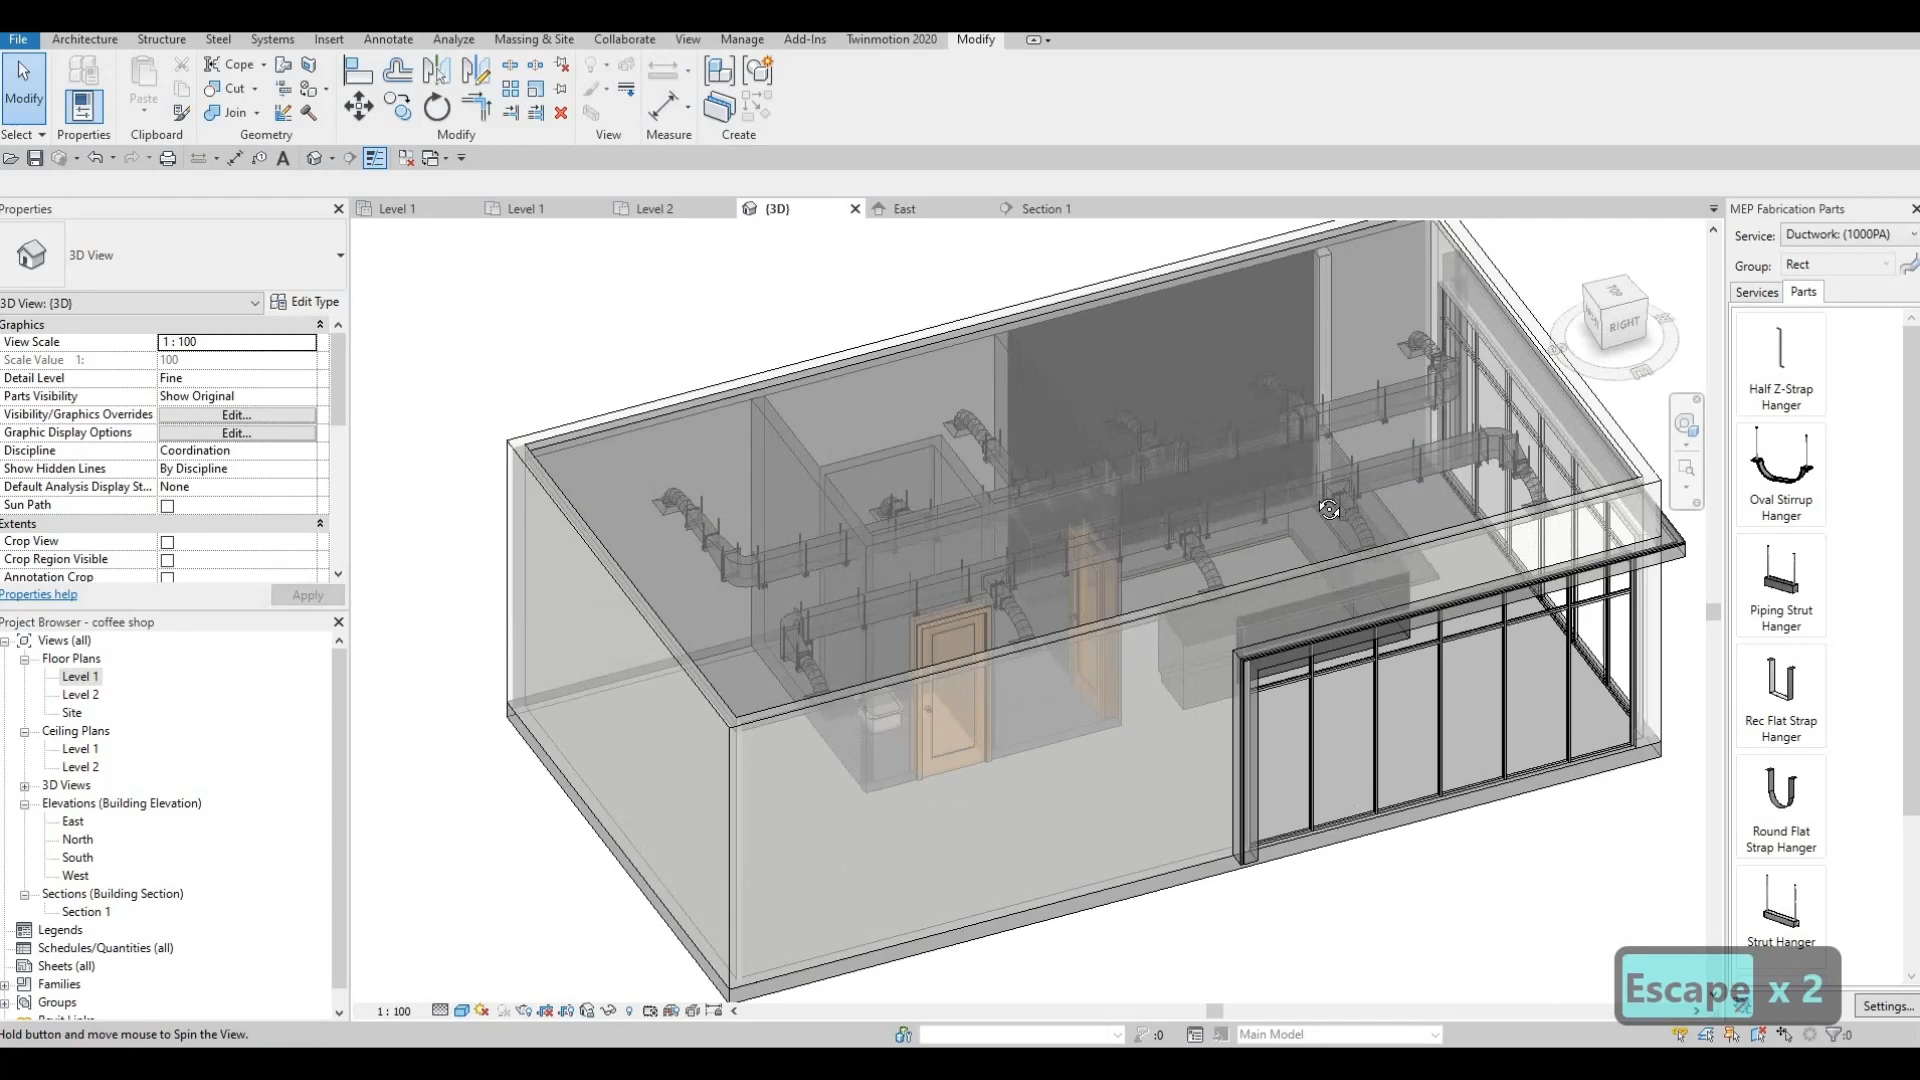 File Architecture Structure Steel Systems Insert Annotate Analyze Massing & Site Collaborate View Manage Add-Ins Twinmotion 2020 Modify
Modify
Paste
Cope
Cut
Join
Select Properties Clipboard Geometry Modify View Measure Create
Properties
Level 1
Level 1
Level 2
{3D}
East
Section 1
MEP Fabrication Parts
3D View
Service: Ductwork: (1000PA)
Group: Rect
Services Parts
3D View: {3D}
Edit Type
Graphics
View Scale 1 : 100
Scale Value 1: 100
Detail Level Fine
Parts Visibility Show Original
Visibility/Graphics Overrides Edit...
Graphic Display Options Edit...
Discipline Coordination
Show Hidden Lines By Discipline
Default Analysis Display St... None
Sun Path
Extents
Crop View
Crop Region Visible
Annotation Crop
Properties help
Apply
TOP
RIGHT
Half Z-Strap
Hanger
Oval Stirrup
Hanger
Piping Strut
Hanger
Rec Flat Strap
Hanger
Round Flat
Strap Hanger
Strut Hanger
Project Browser - coffee shop
Views (all)
Floor Plans
Level 1
Level 2
Site
Ceiling Plans
Level 1
Level 2
3D Views
Elevations (Building Elevation)
East
North
South
West
Sections (Building Section)
Section 1
Legends
Schedules/Quantities (all)
Sheets (all)
Families
Groups
Escape x 2
1 : 100
Settings...
Hold button and move mouse to Spin the View.
:0
Main Model
:0